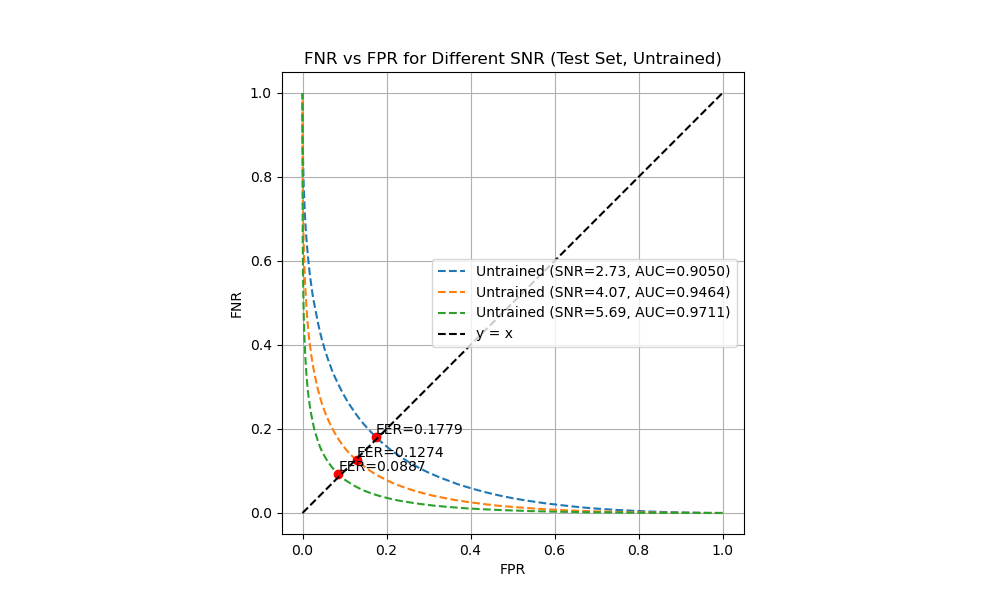 FNR vs FPR for Different SNR (Test Set, Untrained)
1.0
0.8
0.6
0.4
0.2
0.0
FNR
Untrained (SNR=2.73, AUC=0.9050)
Untrained (SNR=4.07, AUC=0.9464)
Untrained (SNR=5.69, AUC=0.9711)
y = x
EER=0.1779
EER=0.1274
EER=0.0887
0.0 0.2 0.4 0.6 0.8 1.0
FPR